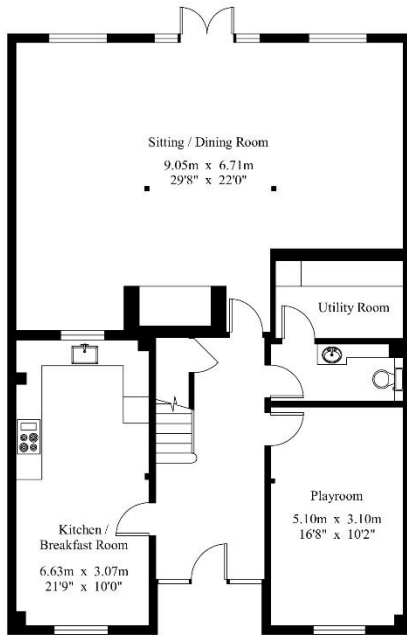 Sitting / Dining Room
9.05m x 6.71m
29'8" x 22'0"
Utility Room
Playroom
5.10m x 3.10m
16'8" x 10'2"
Kitchen /
Breakfast Room
6.63m x 3.07m
21'9" x 10'0"